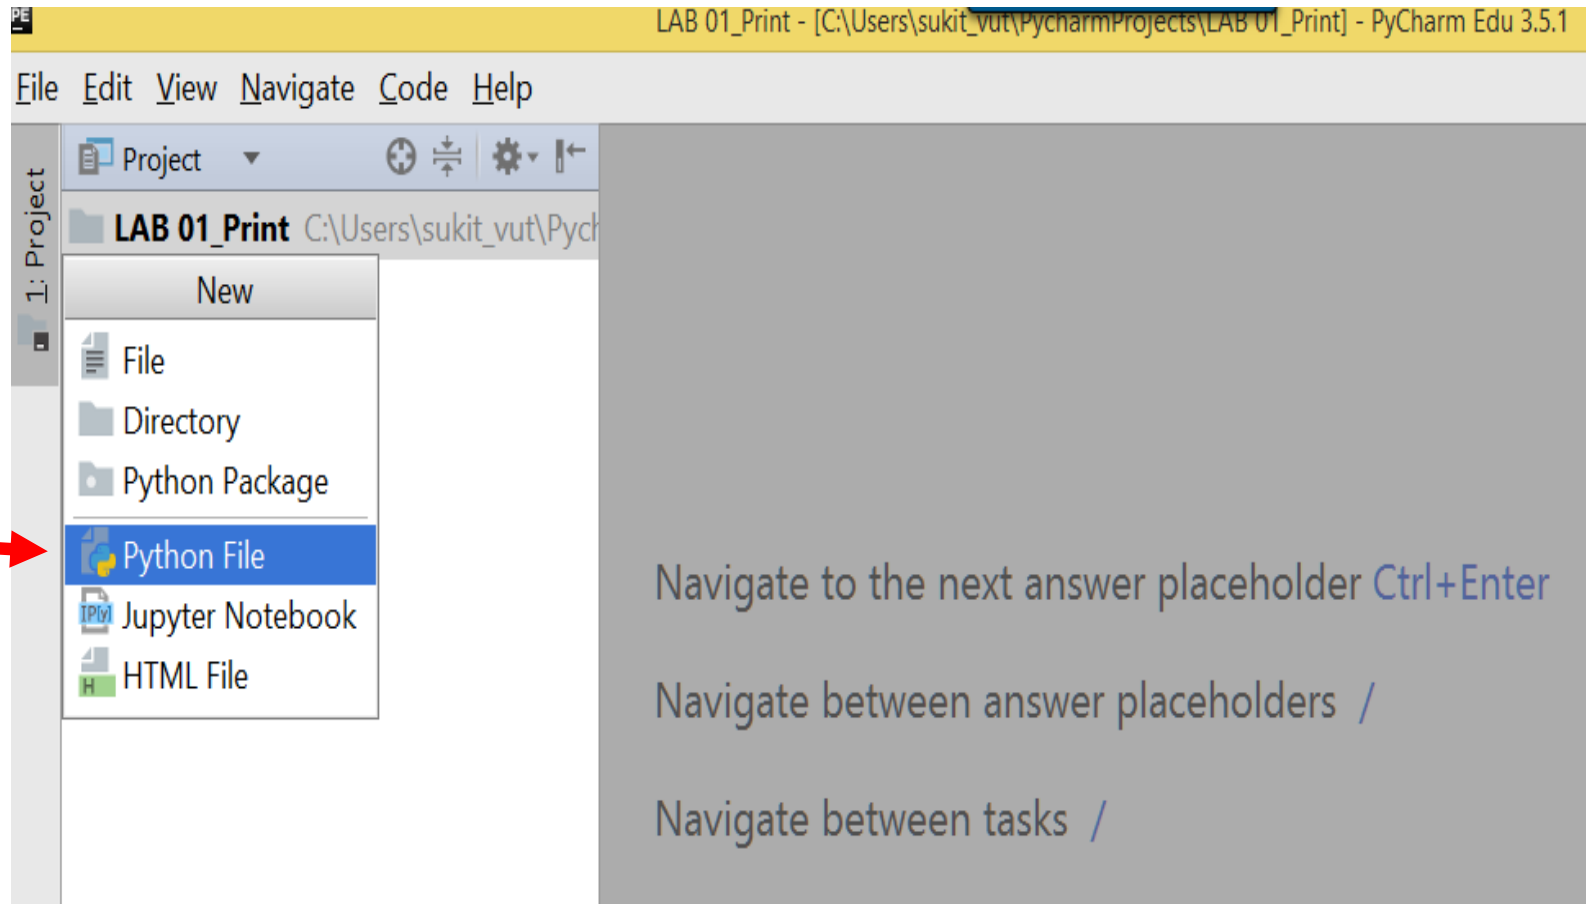 PE
LAB 01_Print - [C:\Users\sukit_vut\PycharmProjects\LAB 01_Print] - PyCharm Edu 3.5.1
File Edit View Navigate Code Help
1: Project
Project
LAB 01_Print C:\Users\sukit_vut\Pych
New
File
Directory
Python Package
Python File
IP[y] Jupyter Notebook
H HTML File
Navigate to the next answer placeholder Ctrl+Enter
Navigate between answer placeholders /
Navigate between tasks /